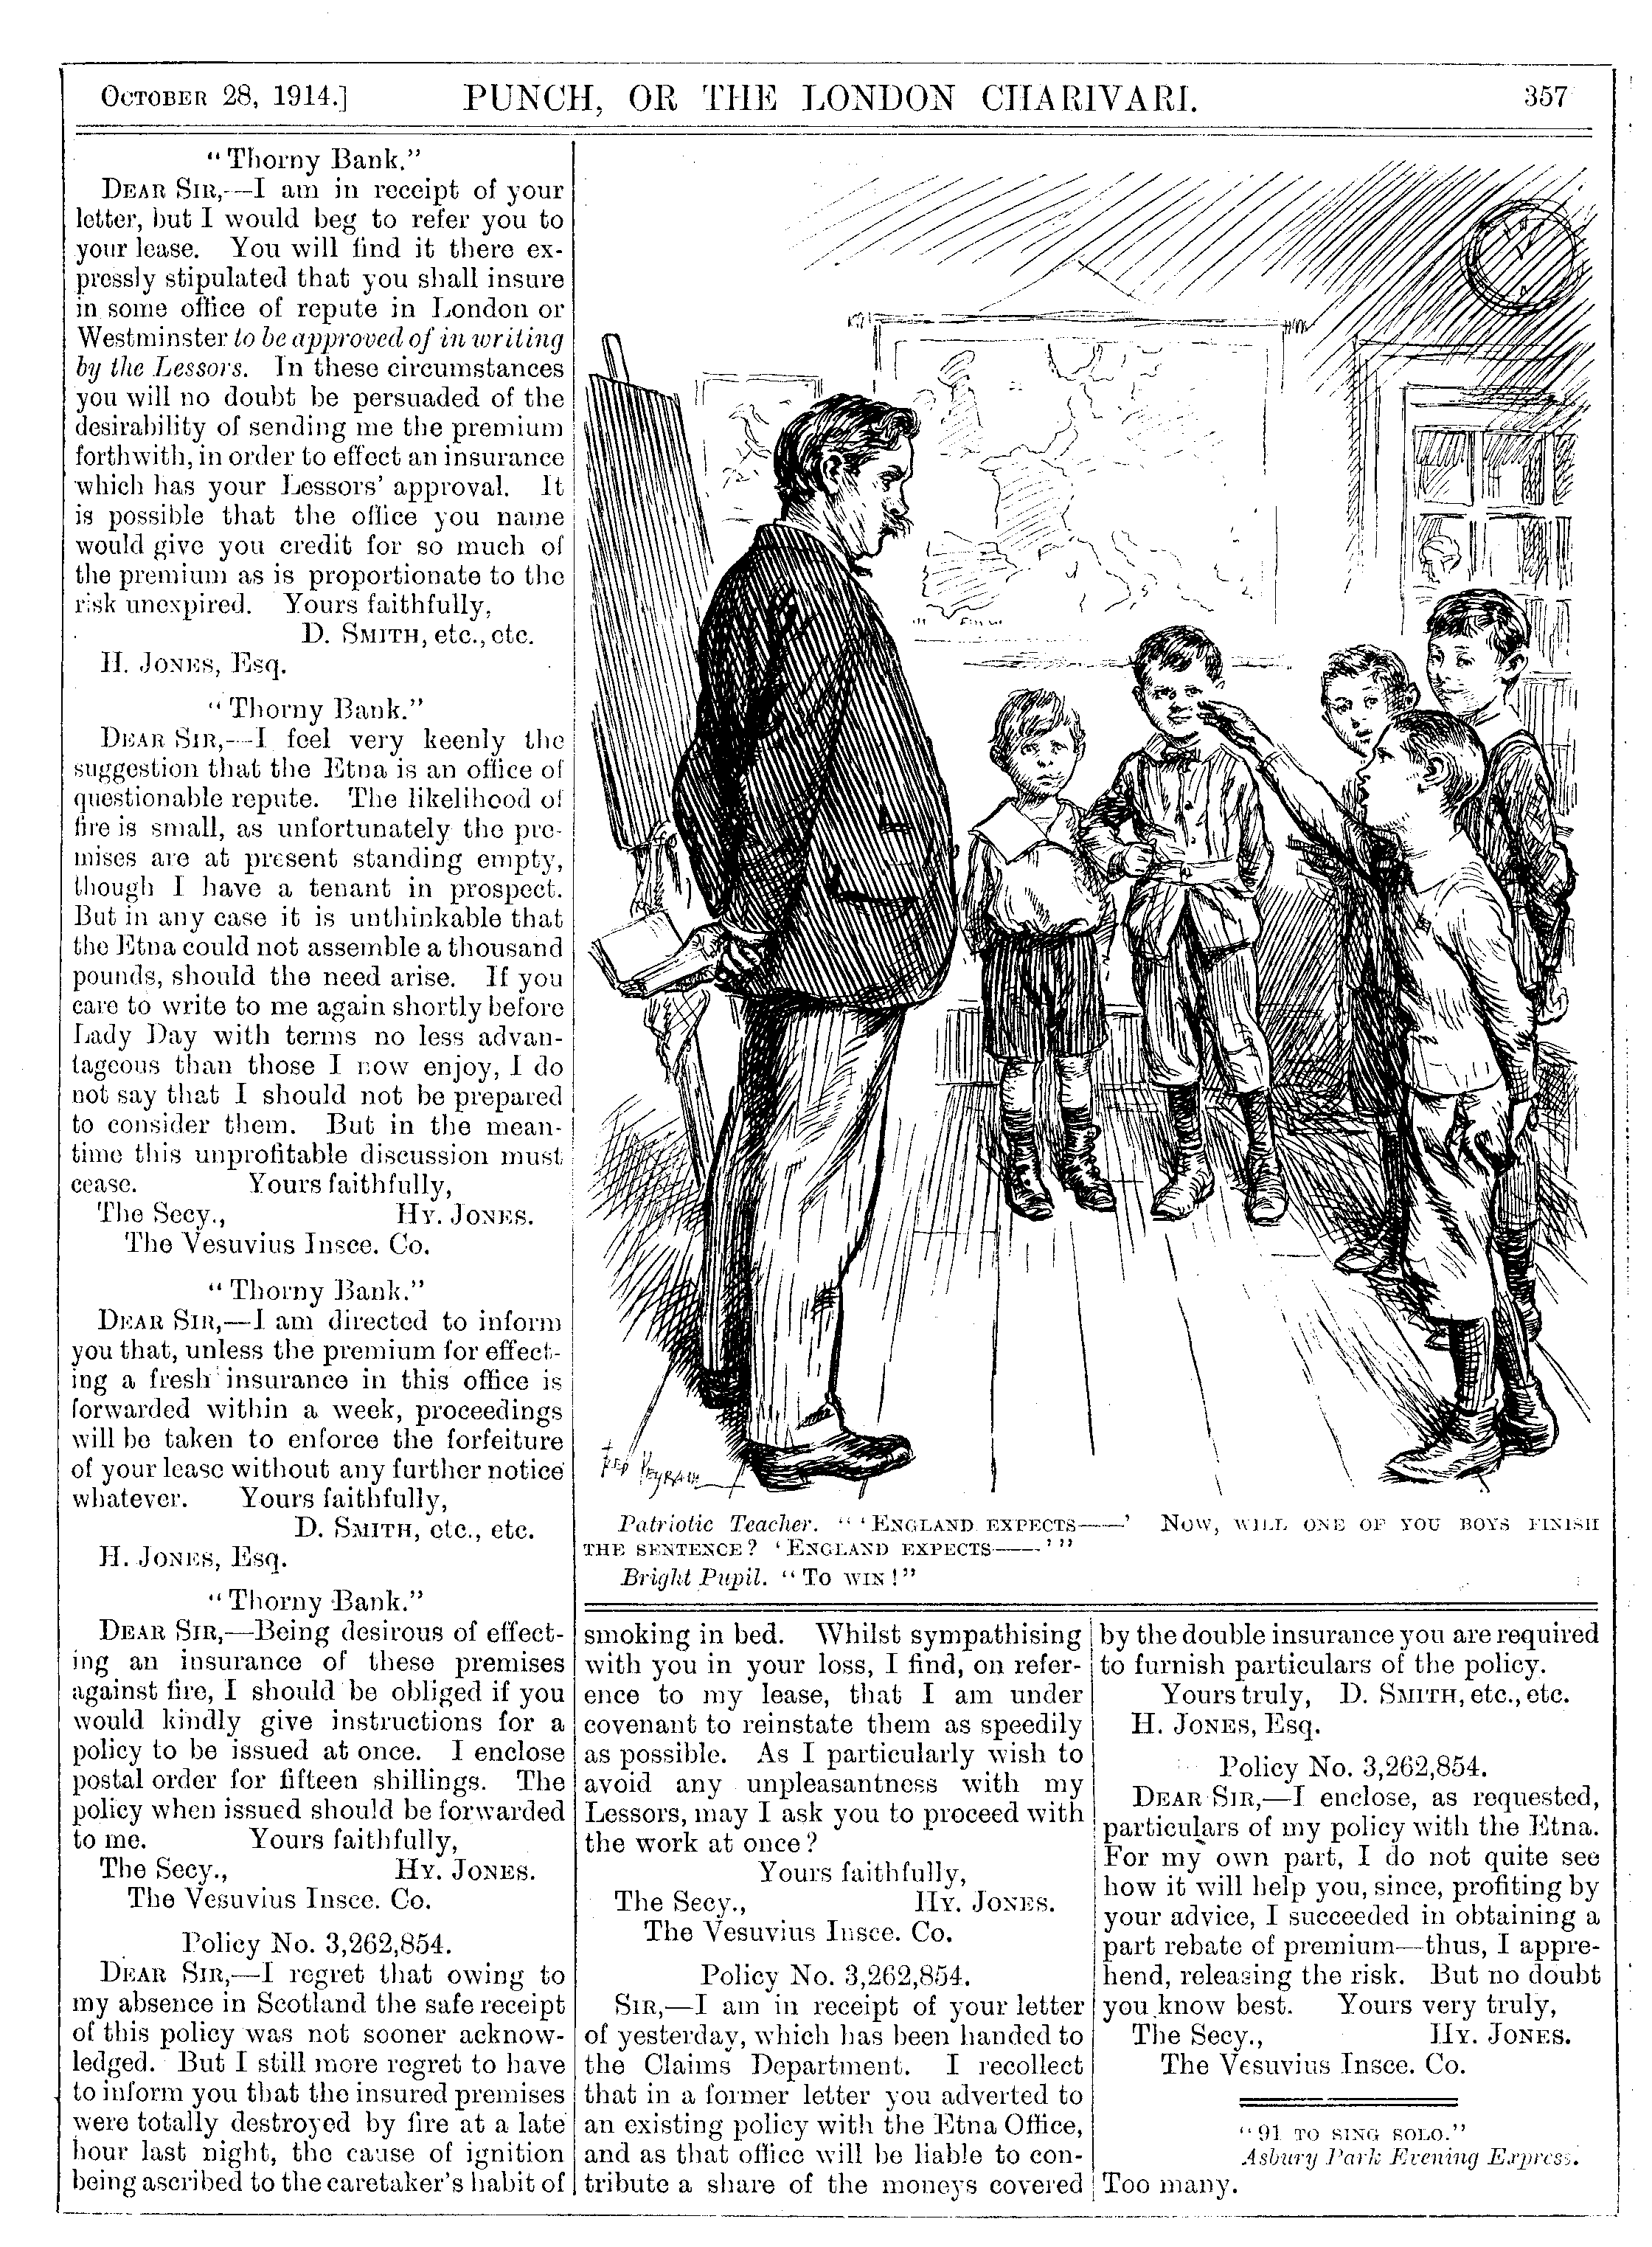 OCTOBER 28, 1914.]
PUNCH, OR THE LONDON CHARIVARI.
357
"Thorny Bank."
DEAR SIR,—I am in receipt of your
letter, but I would beg to refer you to
your lease. You will find it there ex-
pressly stipulated that you shall insure
in some office of repute in London or
Westminster to be approved of in writing
by the Lessors. In these circumstances
you will no doubt be persuaded of the
desirability of sending me the premium
forthwith, in order to effect an insurance
which has your Lessors' approval. It
is possible that the office you name
would give you credit for so much of
the premium as is proportionate to the
risk unexpired. Yours faithfully,
D. SMITH, etc., etc.
H. JONES, Esq.
"Thorny Bank."
DEAR SIR,—I feel very keenly the
suggestion that the Etna is an office of
questionable repute. The likelihood of
fire is small, as unfortunately the pre-
mises are at present standing empty,
though I have a tenant in prospect.
But in any case it is unthinkable that
the Etna could not assemble a thousand
pounds, should the need arise. If you
care to write to me again shortly before
Lady Day with terms no less advan-
tageous than those I now enjoy, I do
not say that I should not be prepared
to consider them. But in the mean-
time this unprofitable discussion must
cease. Yours faithfully,
The Secy., HY. JONES.
The Vesuvius Insce. Co.
"Thorny Bank."
DEAR SIR,—I am directed to inform
you that, unless the premium for effect-
ing a fresh insurance in this office is
forwarded within a week, proceedings
will be taken to enforce the forfeiture
of your lease without any further notice
whatever. Yours faithfully,
D. SMITH, etc., etc.
H. JONES, Esq.
"Thorny Bank."
DEAR SIR,—Being desirous of effect-
ing an insurance of these premises
against fire, I should be obliged if you
would kindly give instructions for a
policy to be issued at once. I enclose
postal order for fifteen shillings. The
policy when issued should be forwarded
to me. Yours faithfully,
The Secy., HY. JONES.
The Vesuvius Insce. Co.
Policy No. 3,262,854.
DEAR SIR,—I regret that owing to
my absence in Scotland the safe receipt
of this policy was not sooner acknow-
ledged. But I still more regret to have
to inform you that the insured premises
were totally destroyed by fire at a late
hour last night, the cause of ignition
being ascribed to the caretaker's habit of
Patriotic Teacher. "'ENGLAND EXPECTS——' NOW, WILL ONE OF YOU BOYS FINISH
THE SENTENCE? 'ENGLAND EXPECTS——'"
Bright Pupil. "TO WIN!"
smoking in bed. Whilst sympathising
with you in your loss, I find, on refer-
ence to my lease, that I am under
covenant to reinstate them as speedily
as possible. As I particularly wish to
avoid any unpleasantness with my
Lessors, may I ask you to proceed with
the work at once?
Yours faithfully,
The Secy., HY. JONES.
The Vesuvius Insce. Co.
Policy No. 3,262,854.
SIR,—I am in receipt of your letter
of yesterday, which has been handed to
the Claims Department. I recollect
that in a former letter you adverted to
an existing policy with the Etna Office,
and as that office will be liable to con-
tribute a share of the moneys covered
by the double insurance you are required
to furnish particulars of the policy.
Yours truly, D. SMITH, etc., etc.
H. JONES, Esq.
Policy No. 3,262,854.
DEAR SIR,—I enclose, as requested,
particulars of my policy with the Etna.
For my own part, I do not quite see
how it will help you, since, profiting by
your advice, I succeeded in obtaining a
part rebate of premium—thus, I appre-
hend, releasing the risk. But no doubt
you know best. Yours very truly,
The Secy., HY. JONES.
The Vesuvius Insce. Co.
"91 TO SING SOLO."
Asbury Park Evening Express.
Too many.